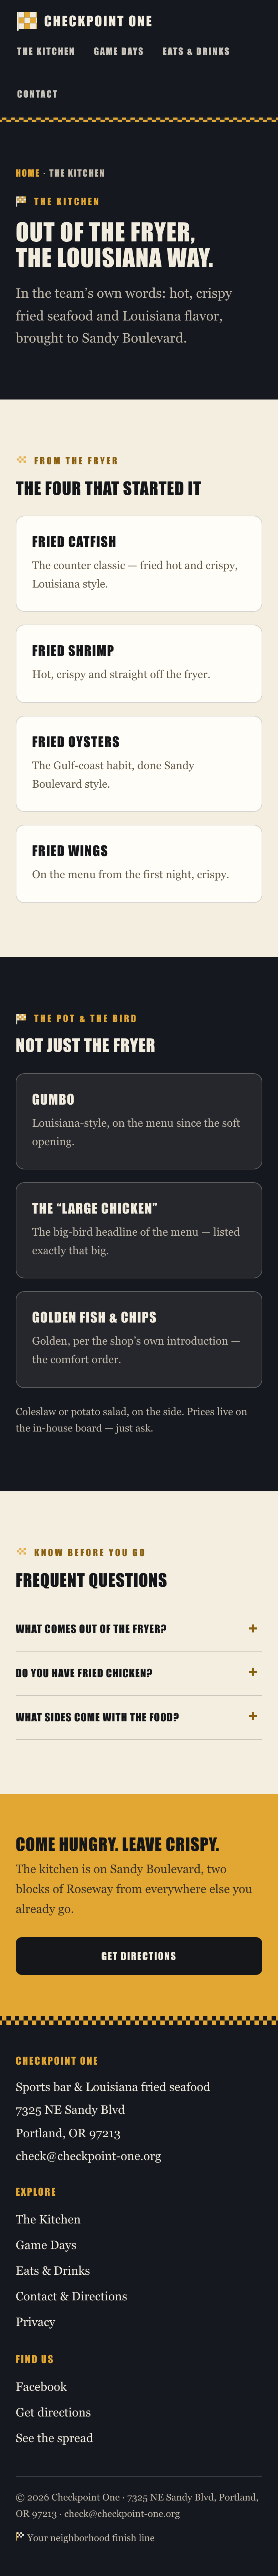 CHECKPOINT ONE
THE KITCHEN GAME DAYS EATS & DRINKS
CONTACT
HOME · THE KITCHEN
THE KITCHEN
OUT OF THE FRYER,
THE LOUISIANA WAY.
In the team’s own words: hot, crispy
fried seafood and Louisiana flavor,
brought to Sandy Boulevard.
FROM THE FRYER
THE FOUR THAT STARTED IT
FRIED CATFISH
The counter classic — fried hot and crispy,
Louisiana style.
FRIED SHRIMP
Hot, crispy and straight off the fryer.
FRIED OYSTERS
The Gulf-coast habit, done Sandy
Boulevard style.
FRIED WINGS
On the menu from the first night, crispy.
THE POT & THE BIRD
NOT JUST THE FRYER
GUMBO
Louisiana-style, on the menu since the soft
opening.
THE “LARGE CHICKEN”
The big-bird headline of the menu — listed
exactly that big.
GOLDEN FISH & CHIPS
Golden, per the shop’s own introduction —
the comfort order.
Coleslaw or potato salad, on the side. Prices live on
the in-house board — just ask.
KNOW BEFORE YOU GO
FREQUENT QUESTIONS
WHAT COMES OUT OF THE FRYER? +
DO YOU HAVE FRIED CHICKEN? +
WHAT SIDES COME WITH THE FOOD? +
COME HUNGRY. LEAVE CRISPY.
The kitchen is on Sandy Boulevard, two
blocks of Roseway from everywhere else you
already go.
GET DIRECTIONS
CHECKPOINT ONE
Sports bar & Louisiana fried seafood
7325 NE Sandy Blvd
Portland, OR 97213
check@checkpoint-one.org
EXPLORE
The Kitchen
Game Days
Eats & Drinks
Contact & Directions
Privacy
FIND US
Facebook
Get directions
See the spread
© 2026 Checkpoint One · 7325 NE Sandy Blvd, Portland,
OR 97213 · check@checkpoint-one.org
Your neighborhood finish line